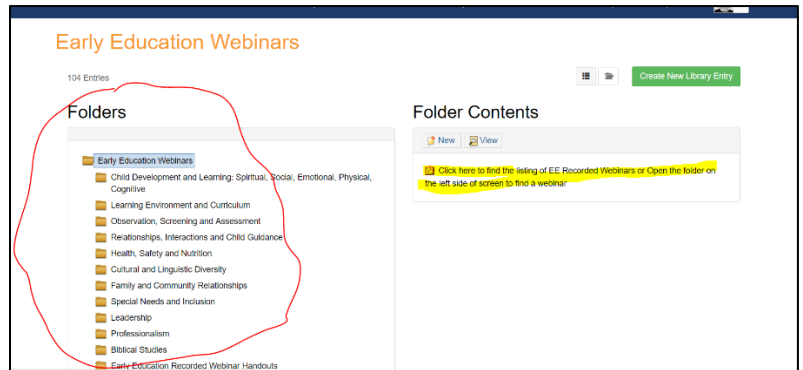 Early Education Webinars
104 Entries
Create New Library Entry
Folders
Early Education Webinars
Child Development and Learning: Spiritual, Social, Emotional, Physical,
Cognitive
Learning Environment and Curriculum
Observation, Screening and Assessment
Relationships, Interactions and Child Guidance
Health, Safety and Nutrition
Cultural and Linguistic Diversity
Family and Community Relationships
Special Needs and Inclusion
Leadership
Professionalism
Biblical Studies
Early Education Recorded Webinar Handouts
Folder Contents
New View
Click here to find the listing of EE Recorded Webinars or Open the folder on
the left side of screen to find a webinar